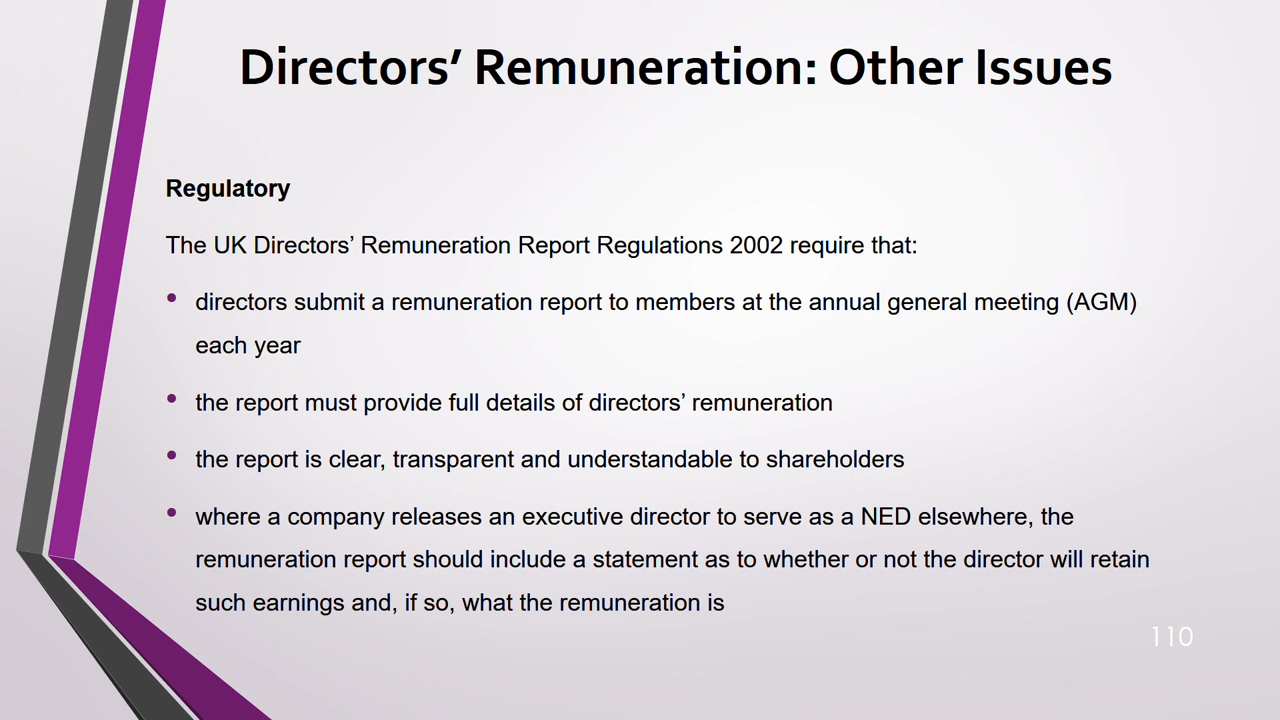 Directors’ Remuneration: Other Issues
Regulatory
The UK Directors’ Remuneration Report Regulations 2002 require that:
• directors submit a remuneration report to members at the annual general meeting (AGM)
each year
• the report must provide full details of directors’ remuneration
• the report is clear, transparent and understandable to shareholders
• where a company releases an executive director to serve as a NED elsewhere, the
remuneration report should include a statement as to whether or not the director will retain
such earnings and, if so, what the remuneration is
110